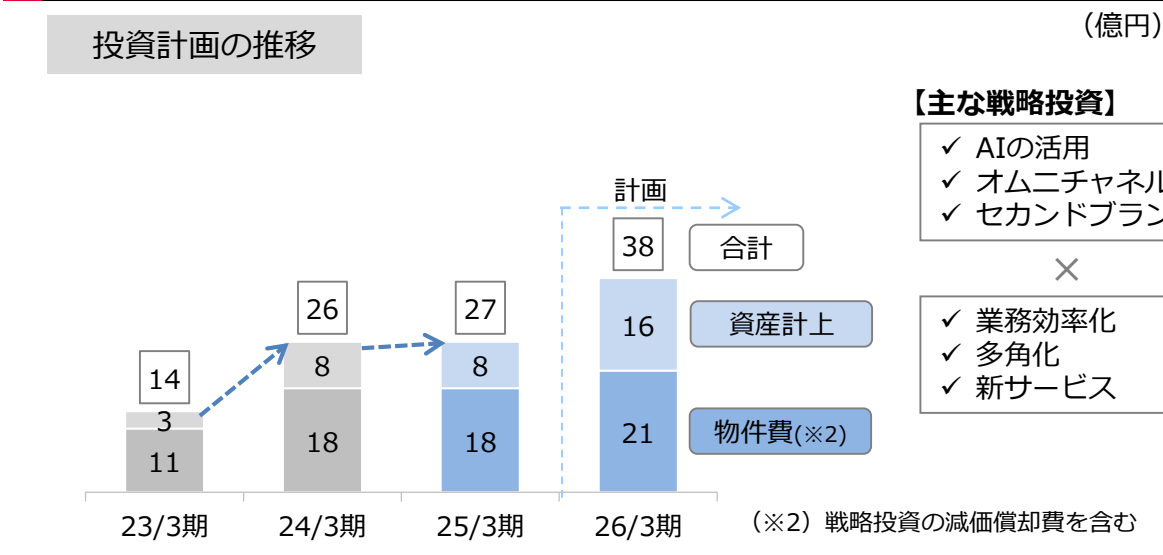 (億円)
投資計画の推移
【主な戦略投資】
✓ AIの活用
✓ オムニチャネル
✓ セカンドブラン
×
✓ 業務効率化
✓ 多角化
✓ 新サービス
計画
38 合計
26 27
14
16 資産計上
8 8
3
21 物件費(※2)
18 18
11
23/3期 24/3期 25/3期 26/3期
(※2)戦略投資の減価償却費を含む